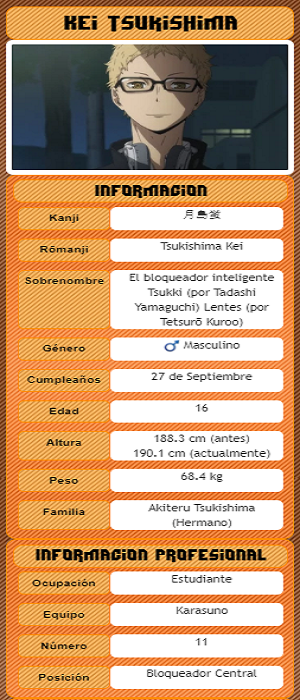 KEI TSUKISHIMA
INFORMACION
Kanji
月島蛍
Rōmanji
Tsukishima Kei
Sobrenombre
El bloqueador inteligente
Tsukki (por Tadashi
Yamaguchi) Lentes (por
Tetsurō Kuroo)
Género
♂ Masculino
Cumpleaños
27 de Septiembre
Edad
16
Altura
188.3 cm (antes)
190.1 cm (actualmente)
Peso
68.4 kg
Familia
Akiteru Tsukishima
(Hermano)
INFORMACION PROFESIONAL
Ocupación
Estudiante
Equipo
Karasuno
Número
11
Posición
Bloqueador Central